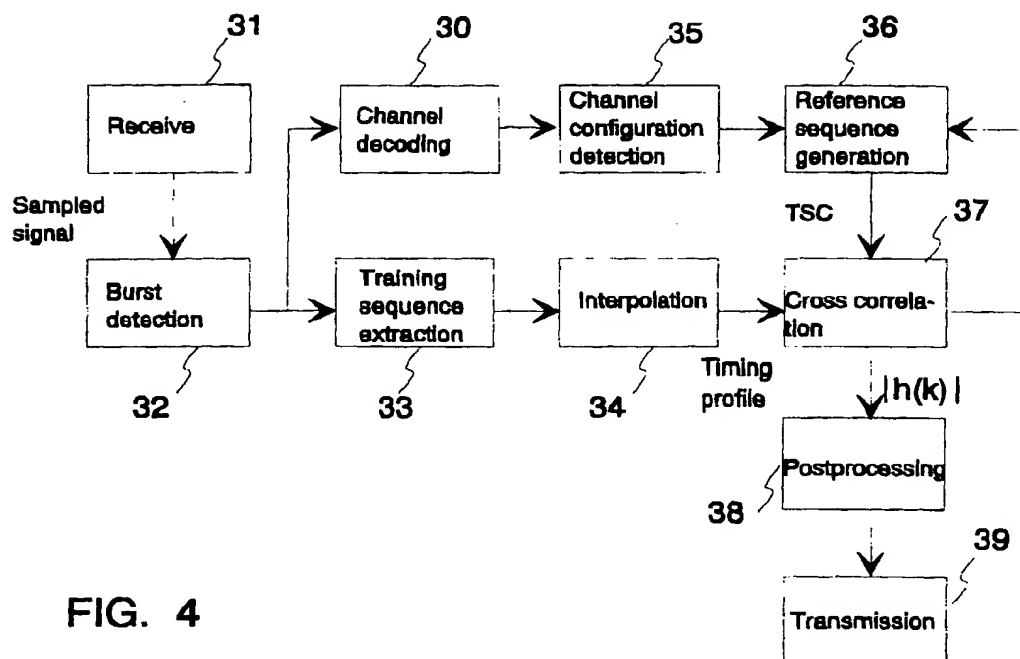 31
30
35
36
Receive
Channel
decoding
Channel
configuration
detection
Reference
sequence
generation
Sampled
signal
TSC
37
Burst
detection
Training
sequence
extraction
Interpolation
Cross correla-
tion
32
33
34
Timing
profile
|h(k)|
Postprocessing
38
39
Transmission
FIG. 4